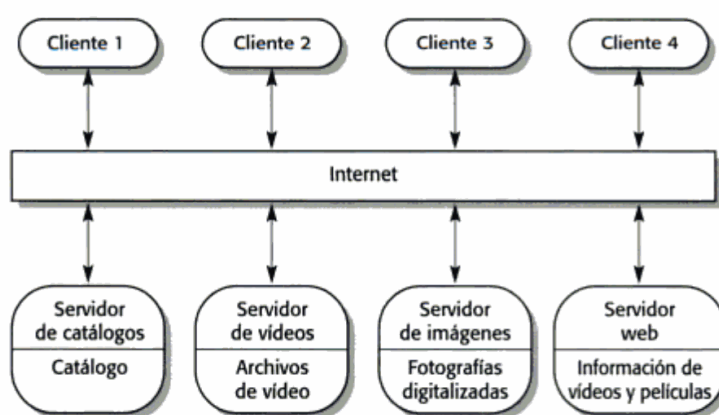 Cliente 1
Cliente 2
Cliente 3
Cliente 4
Internet
Servidor
de catálogos
Catálogo
Servidor
de vídeos
Archivos
de vídeo
Servidor
de imágenes
Fotografías
digitalizadas
Servidor
web
Información de
vídeos y películas